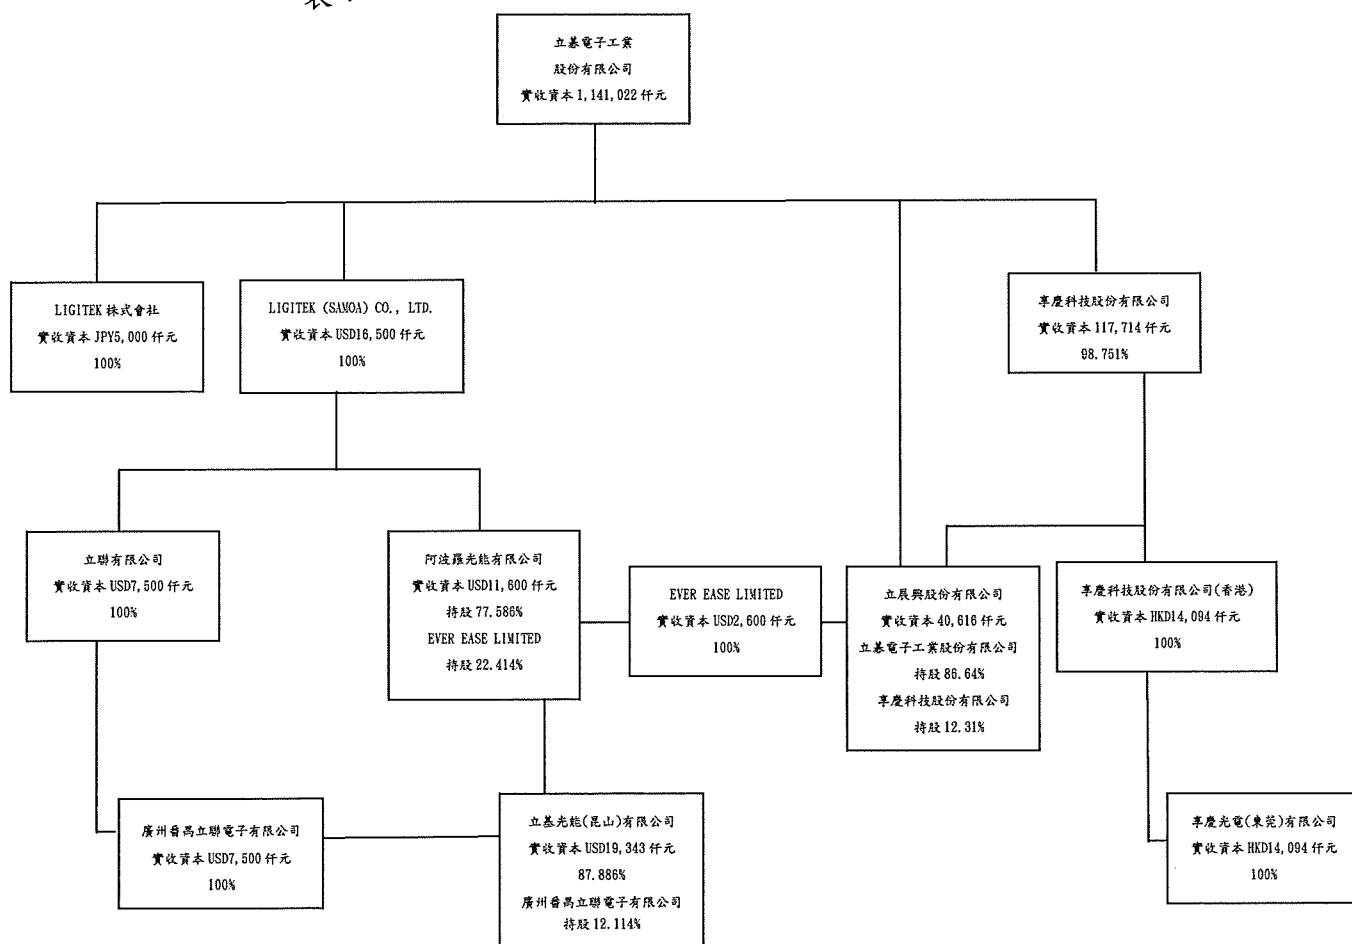 立基電子工業
股份有限公司
實收資本 1,141,022 仟元
LIGITEK 株式會社
實收資本 JPY5,000 仟元
100%
LIGITEK (SAMOA) CO., LTD.
實收資本 USD16,500 仟元
100%
享慶科技股份有限公司
實收資本 117,714 仟元
98.751%
立聯有限公司
實收資本 USD7,500 仟元
100%
阿波羅光能有限公司
實收資本 USD11,600 仟元
持股 77.586%
EVER EASE LIMITED
持股 22.414%
EVER EASE LIMITED
實收資本 USD2,600 仟元
100%
立展興股份有限公司
實收資本 40,616 仟元
立基電子工業股份有限公司
持股 86.64%
享慶科技股份有限公司
持股 12.31%
享慶科技股份有限公司(香港)
實收資本 HKD14,094 仟元
100%
廣州番禺立聯電子有限公司
實收資本 USD7,500 仟元
100%
立基光能(昆山)有限公司
實收資本 USD19,343 仟元
87.886%
廣州番禺立聯電子有限公司
持股 12.114%
享慶光電(東莞)有限公司
實收資本 HKD14,094 仟元
100%